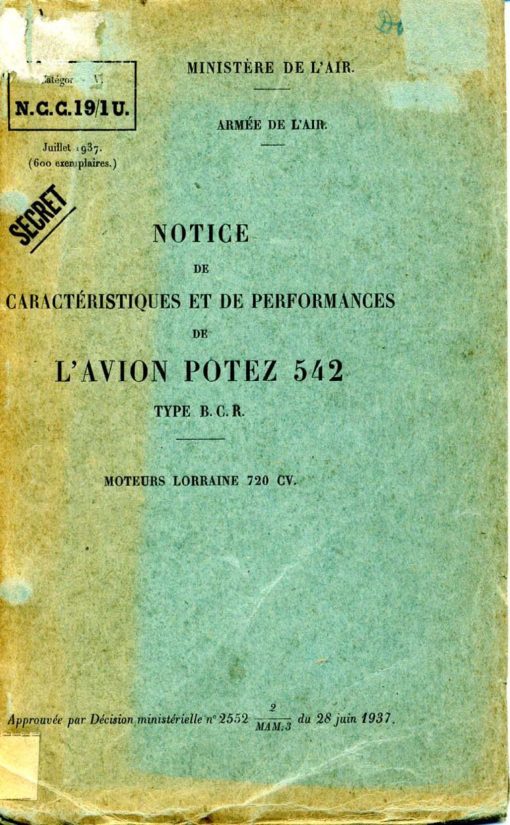 MINISTÈRE DE L'AIR.
ARMÉE DE L'AIR.
N.C.C.19/1U.
Juillet 1937.
(600 exemplaires.)
SECRET
NOTICE
DE
CARACTÉRISTIQUES ET DE PERFORMANCES
DE
L'AVION POTEZ 542
TYPE B.C.R.
MOTEURS LORRAINE 720 CV.
Approuvée par Décision ministérielle n° 2552 2/MAM:3 du 28 juin 1937.